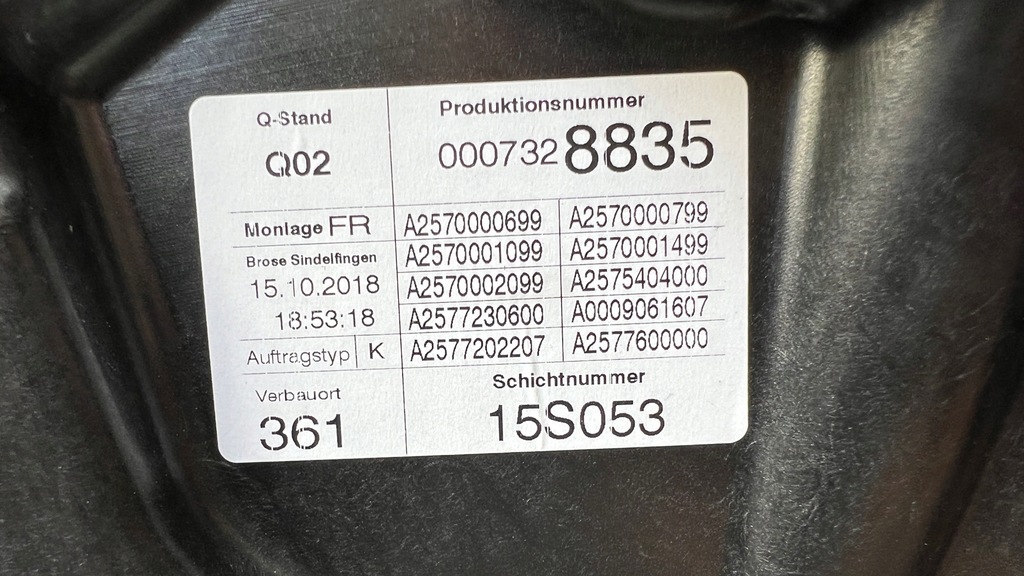 Q-Stand
Q02
Produktionsnummer
0007328835
Montage FR
Brose Sindelfingen
15.10.2018
18:53:18
Auftragstyp K
A2570000699 A2570000799
A2570001099 A2570001499
A2570002099 A2575404000
A2577230600 A0009061607
A2577202207 A2577600000
Verbauort
361
Schichtnummer
15S053